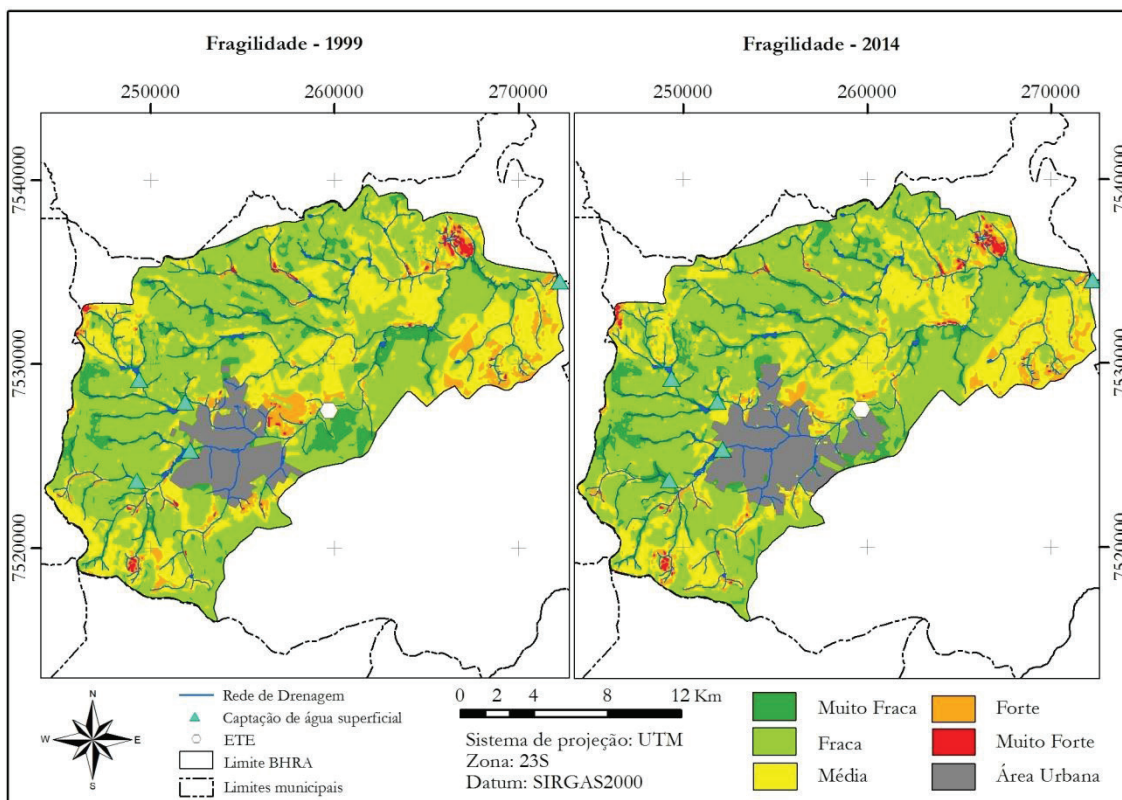 Fragilidade - 1999
Fragilidade - 2014
250000 260000 270000
250000 260000 270000
7540000
7530000
7520000
7540000
7530000
7520000
N
W E
S
Rede de Drenagem
Captação de água superficial
ETE
Limite BHRA
Limites municipais
0 2 4 8 12 Km
Sistema de projeção: UTM
Zona: 23S
Datum: SIRGAS2000
Muito Fraca
Fraca
Média
Forte
Muito Forte
Área Urbana